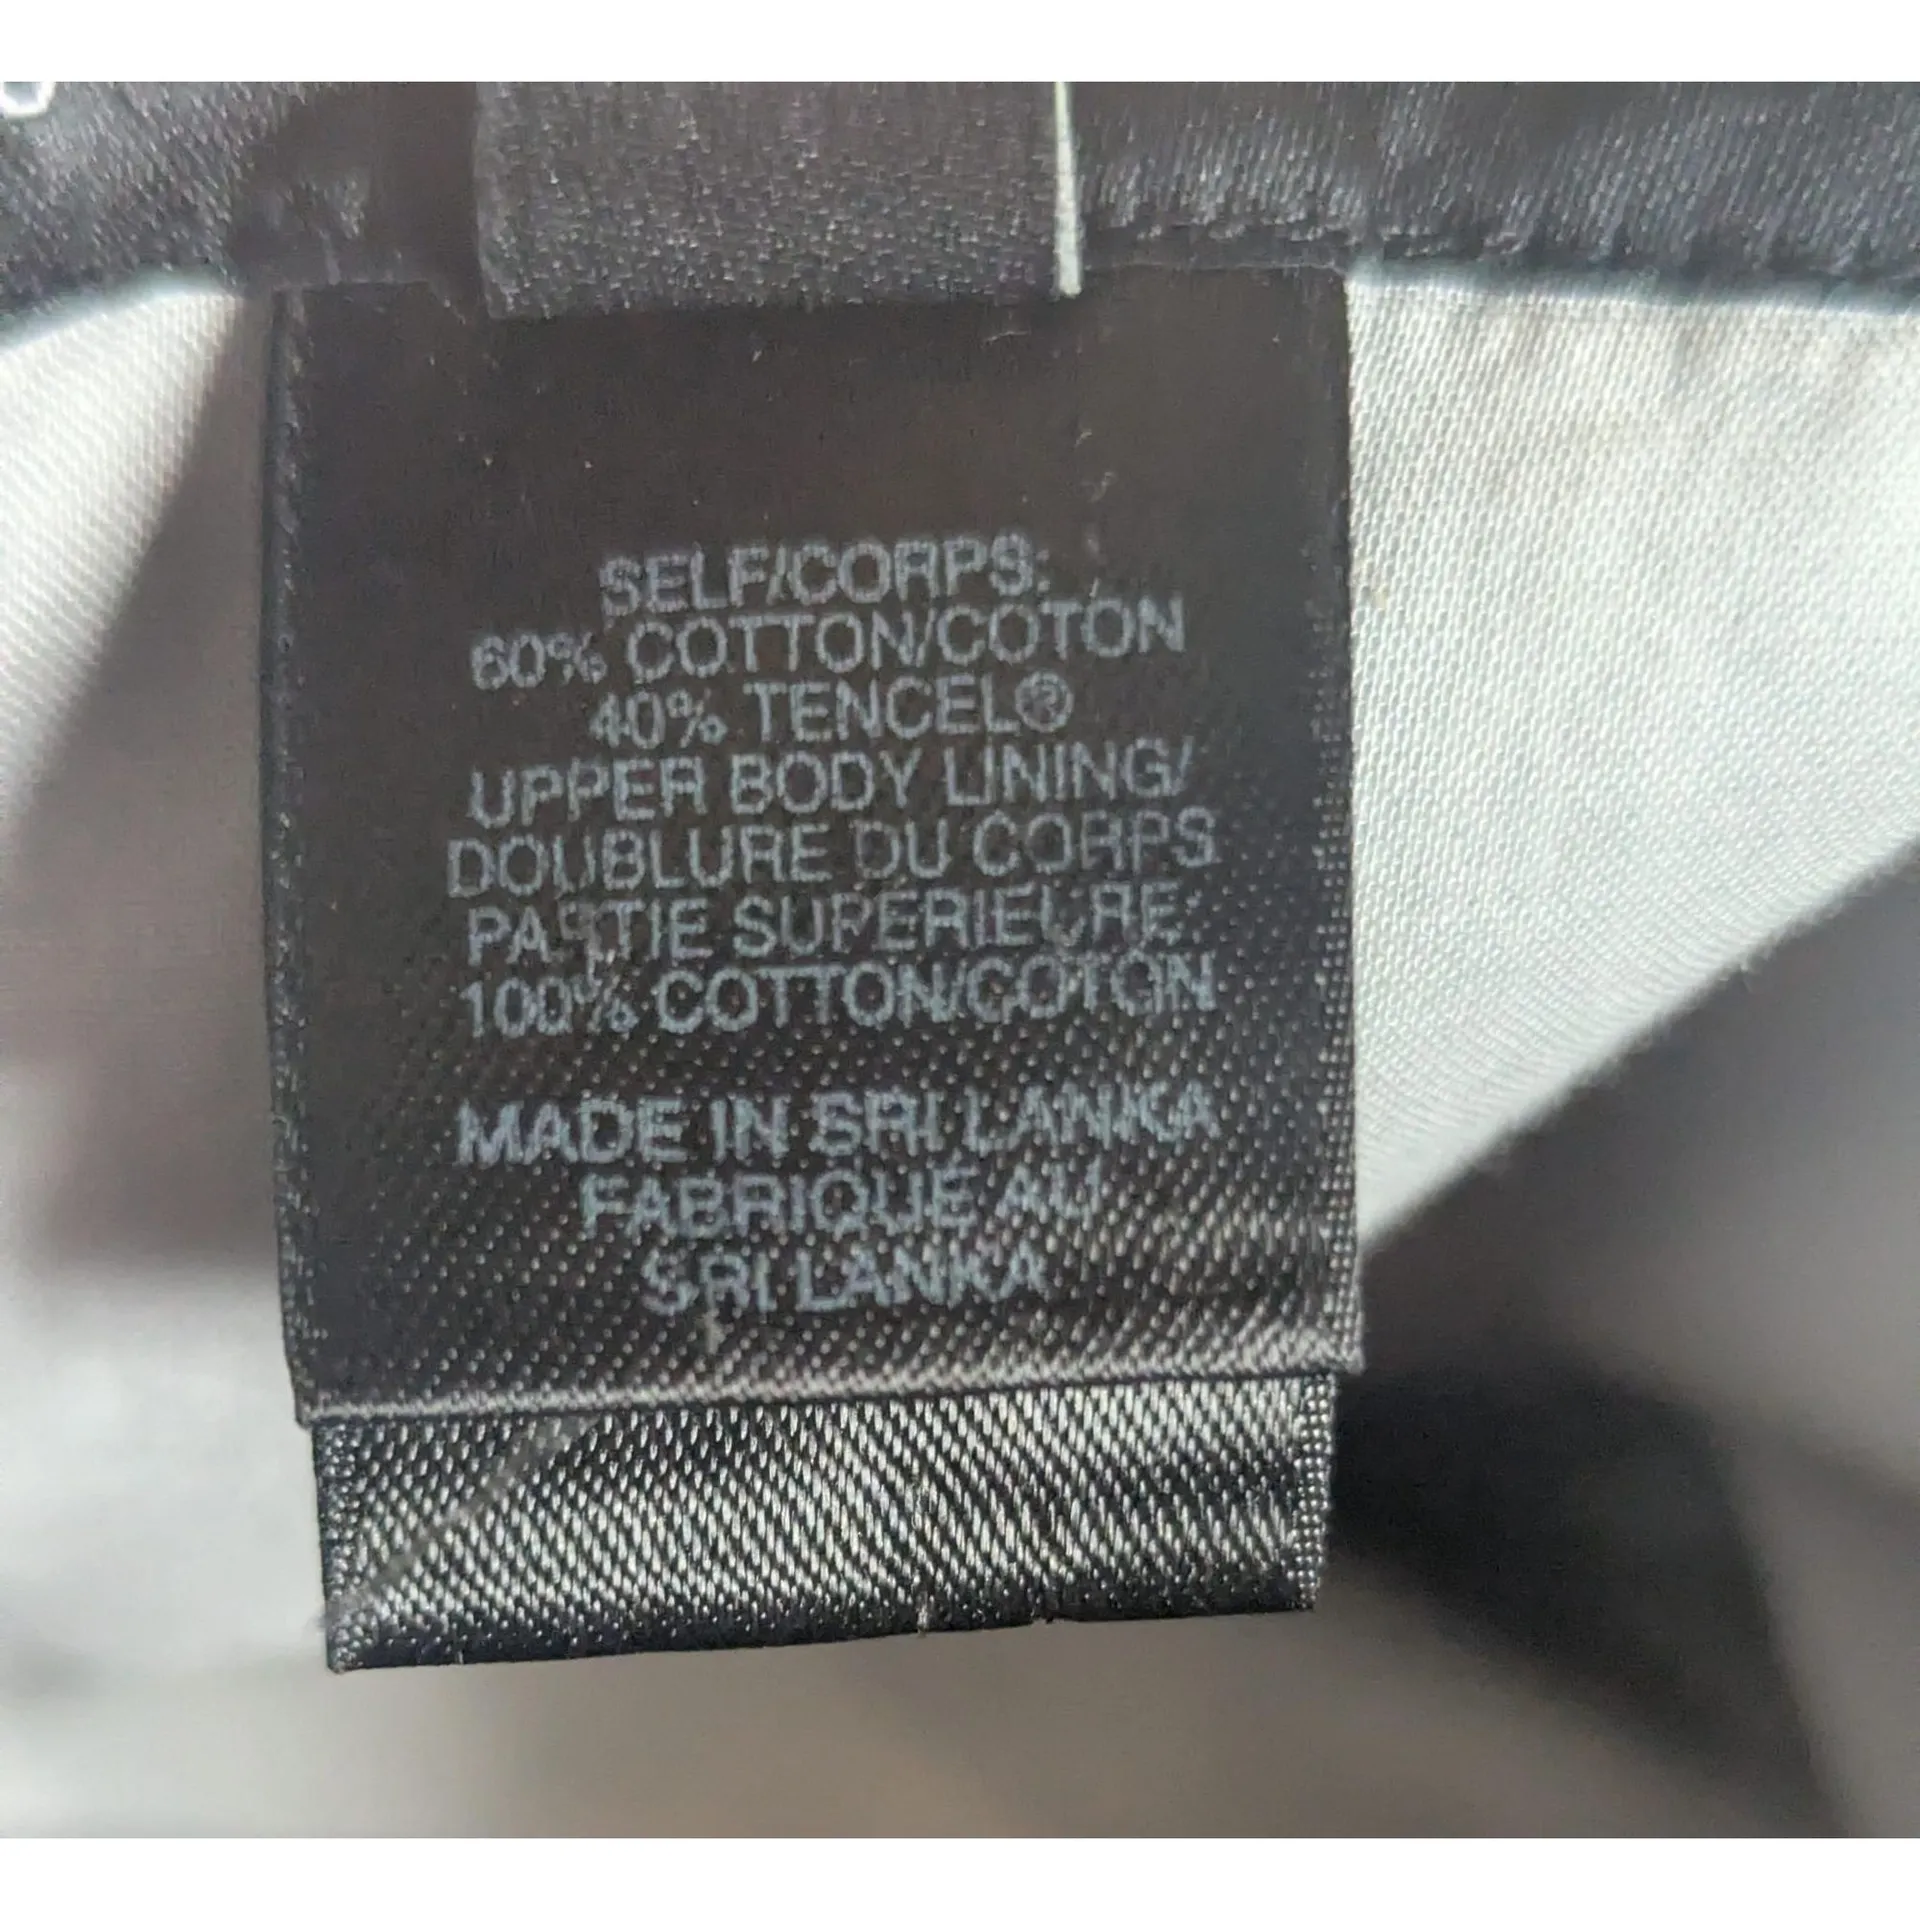 SELF/CORPS:
60% COTTON/COTON
40% TENCEL®
UPPER BODY LINING/
DOUBLURE DU CORPS
PARTIE SUPERIEURE:
100% COTTON/COTON
MADE IN SRI LANKA
FABRIQUÉ AU
SRI LANKA